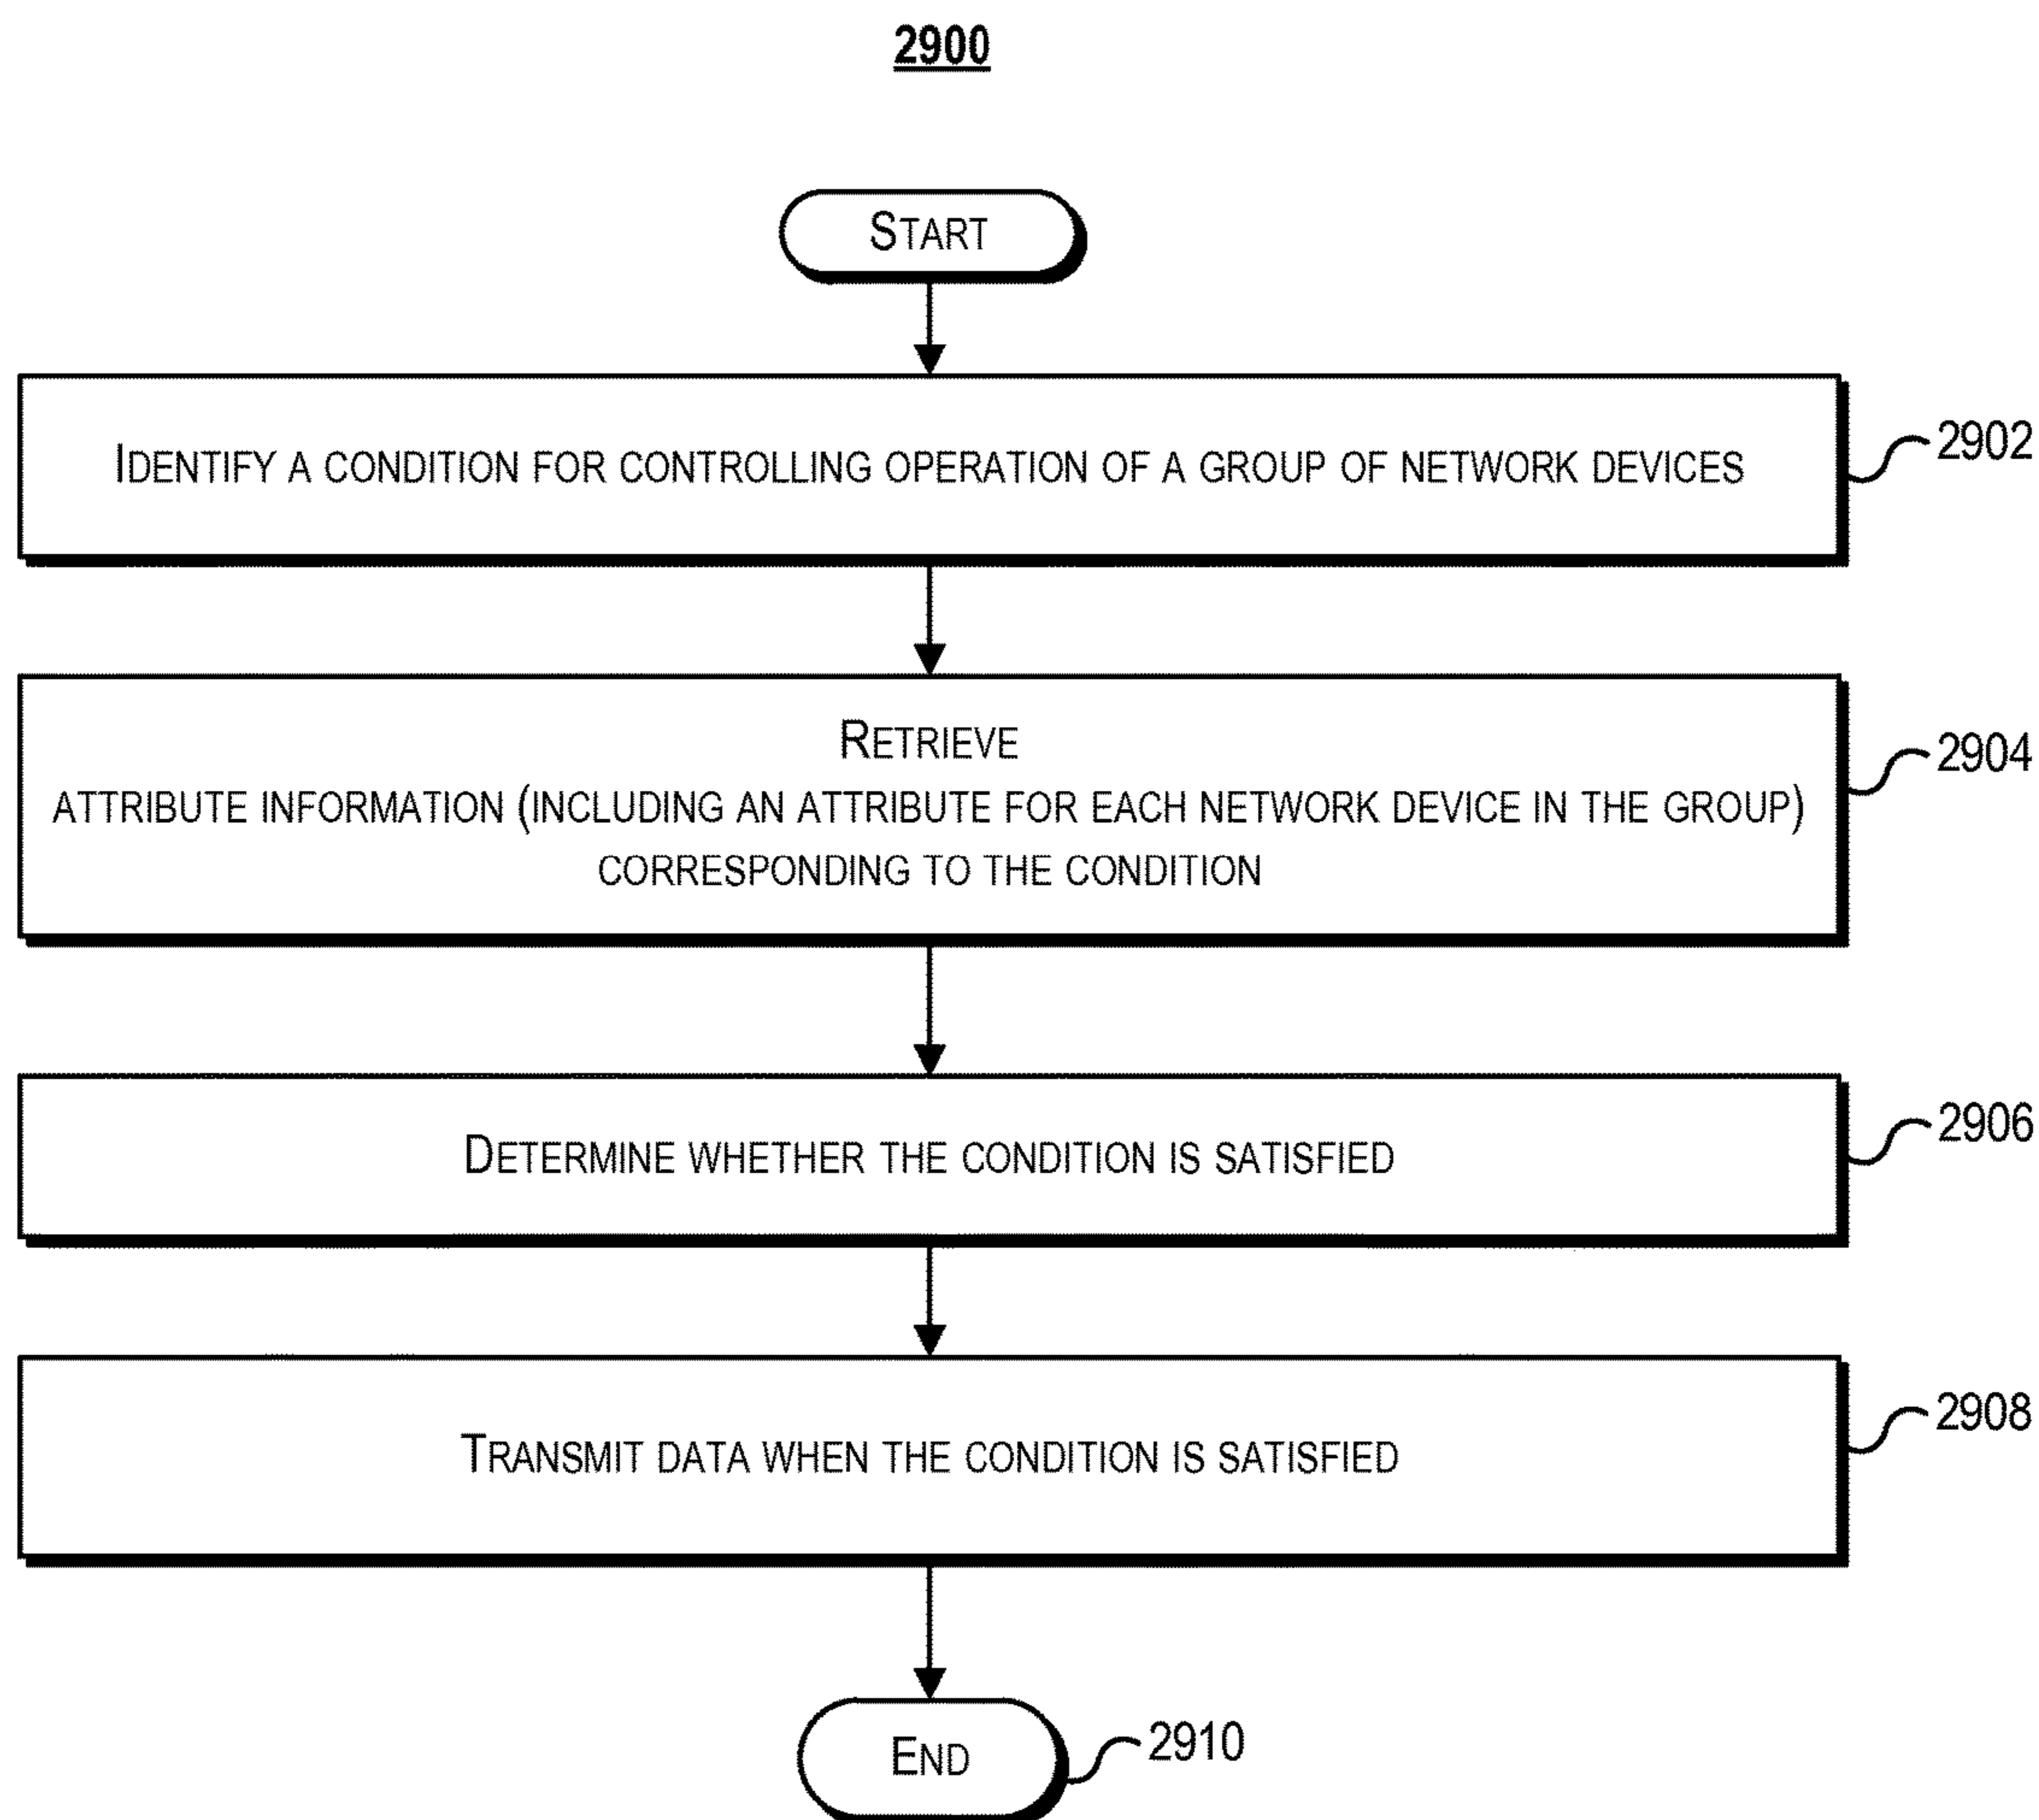 2900
START
IDENTIFY A CONDITION FOR CONTROLLING OPERATION OF A GROUP OF NETWORK DEVICES
2902
RETRIEVE
ATTRIBUTE INFORMATION (INCLUDING AN ATTRIBUTE FOR EACH NETWORK DEVICE IN THE GROUP)
CORRESPONDING TO THE CONDITION
2904
DETERMINE WHETHER THE CONDITION IS SATISFIED
2906
TRANSMIT DATA WHEN THE CONDITION IS SATISFIED
2908
END
2910